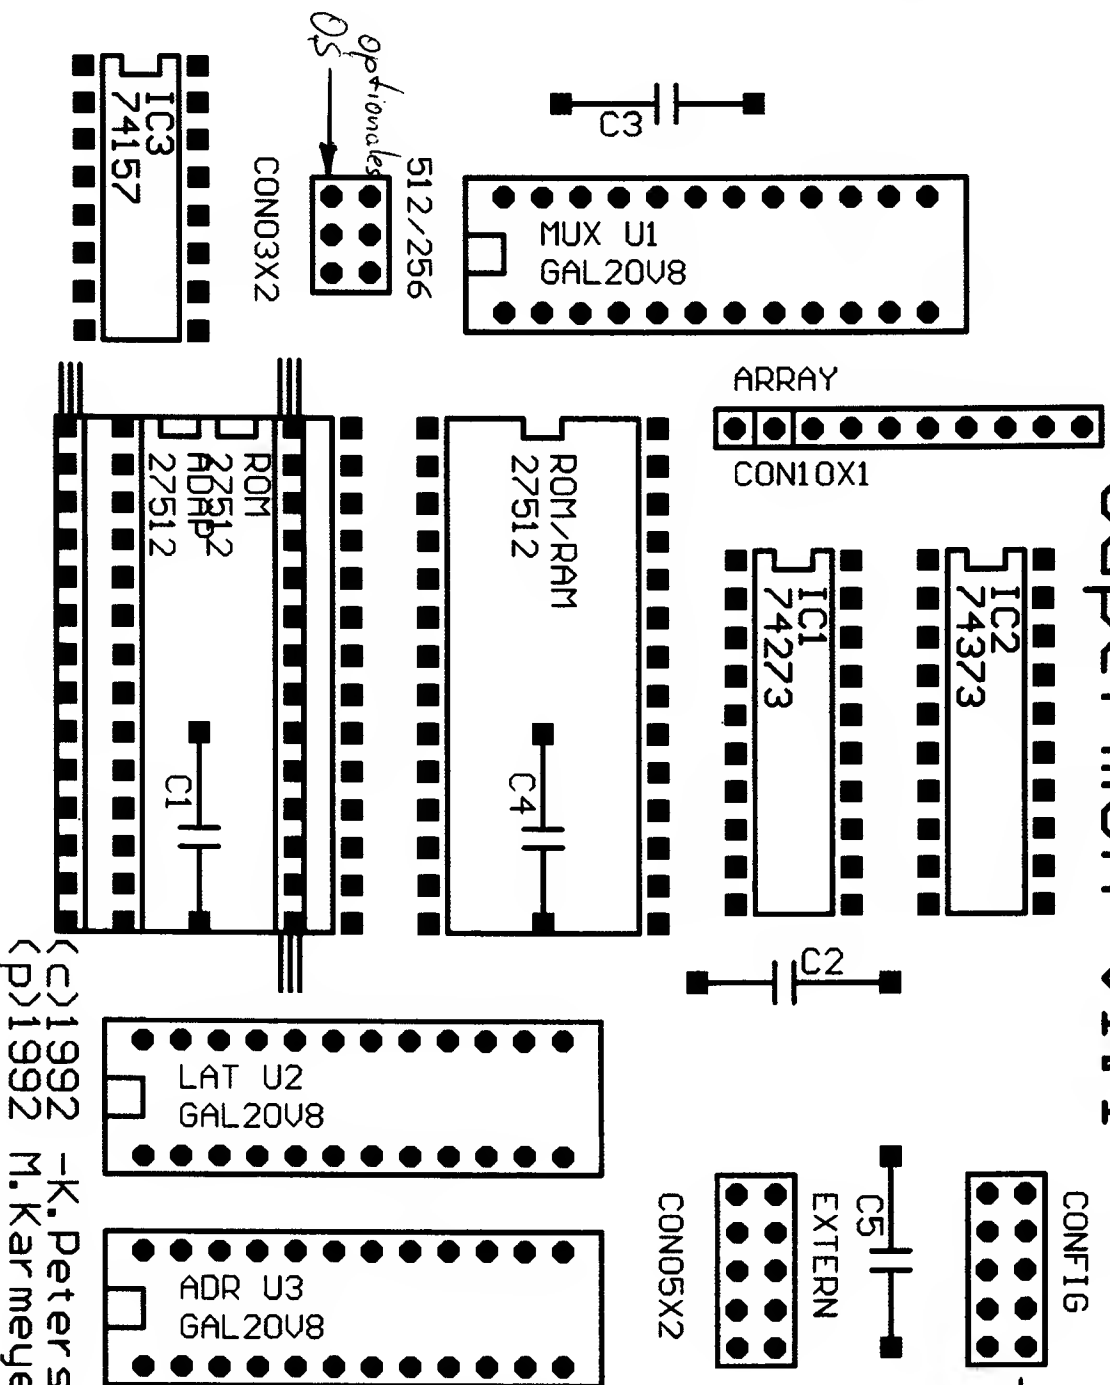 Optionales
OS
C3
IC3
74157
CON03X2
512/256
MUX U1
GAL20V8
ARRAY
CON10X1
ROM
27512
ADAP
27512
ROM/RAM
27512
IC1
74273
IC2
74373
C1
C4
C2
LAT U2
GAL20V8
ADR U3
GAL20V8
EXTERN
CON05X2
C5
CONFIG
(c)1992 -K.Peters
(p)1992 M.Karmeye